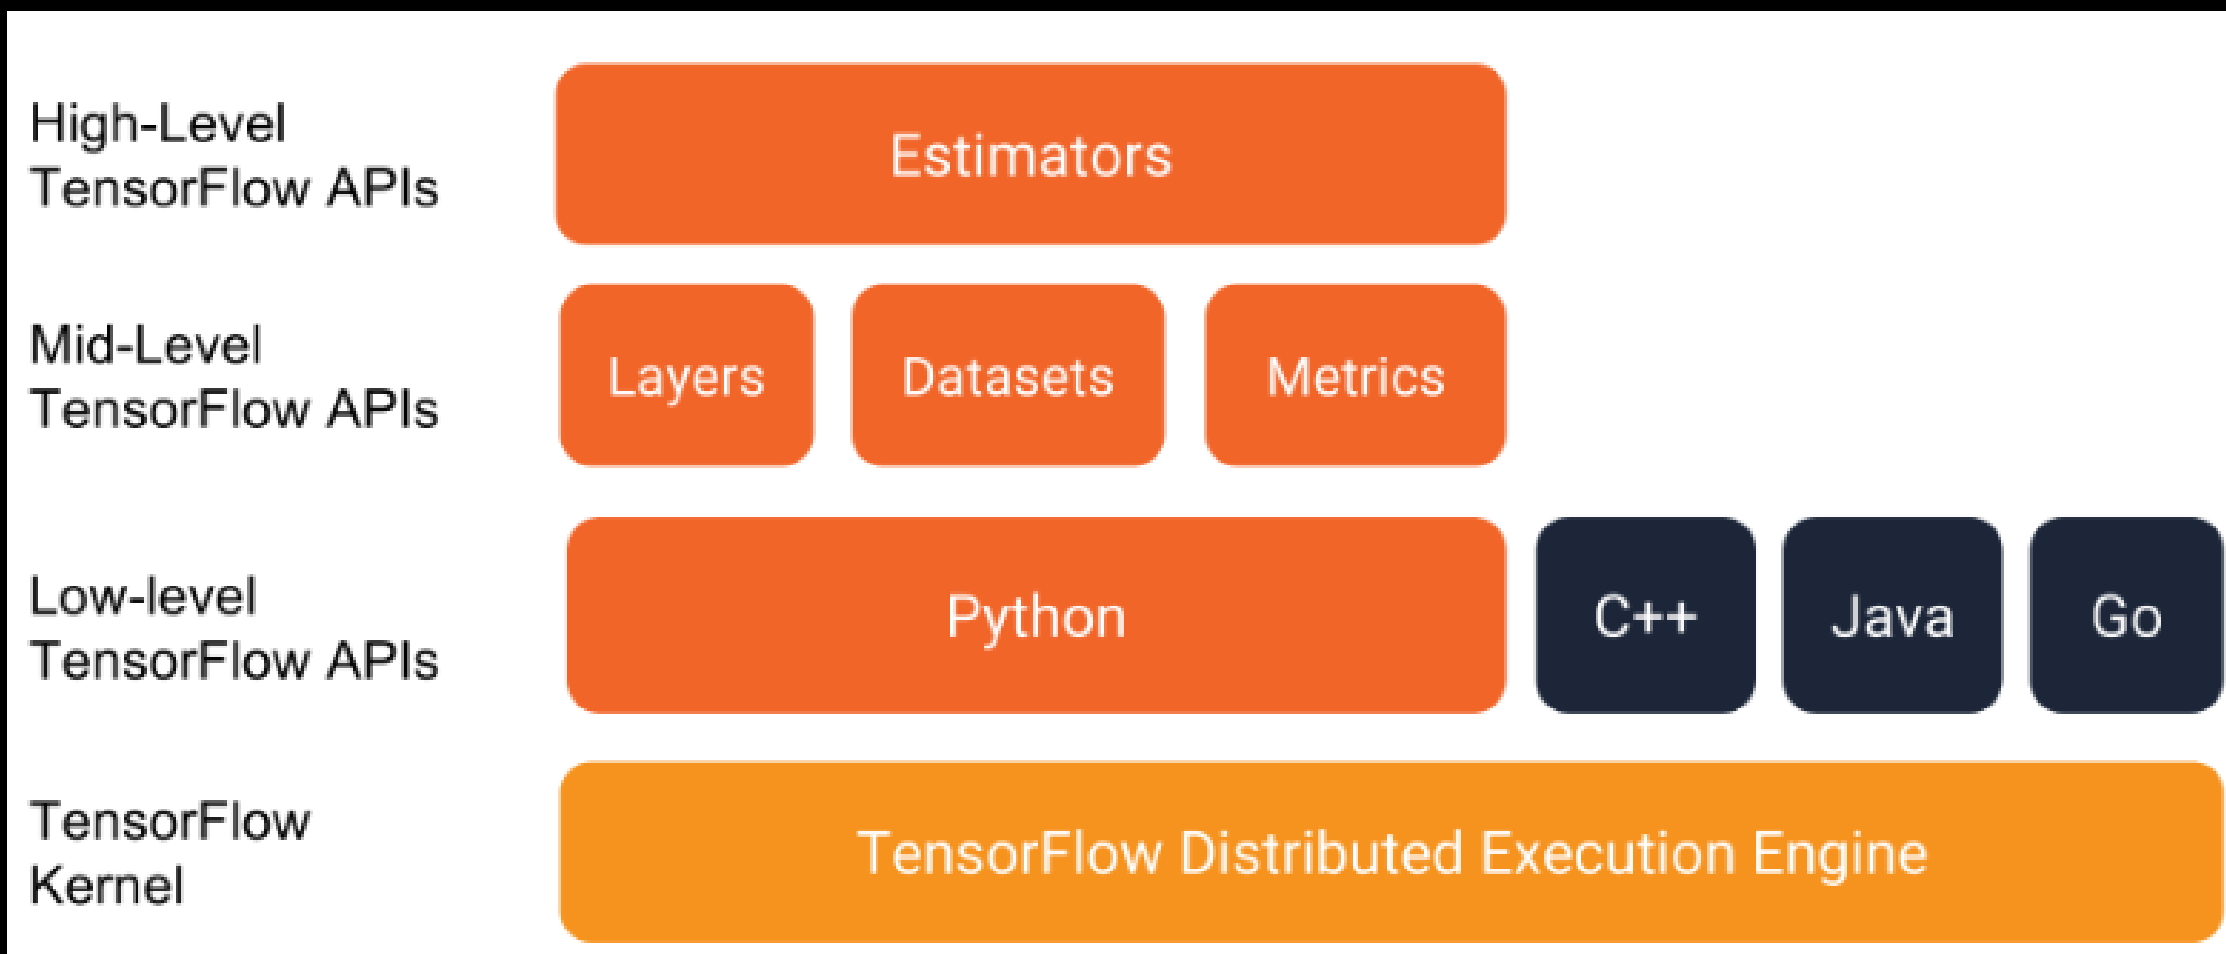 High-Level
TensorFlow APIs
Estimators
Mid-Level
TensorFlow APIs
Layers
Datasets
Metrics
Low-level
TensorFlow APIs
Python
C++
Java
Go
TensorFlow
Kernel
TensorFlow Distributed Execution Engine